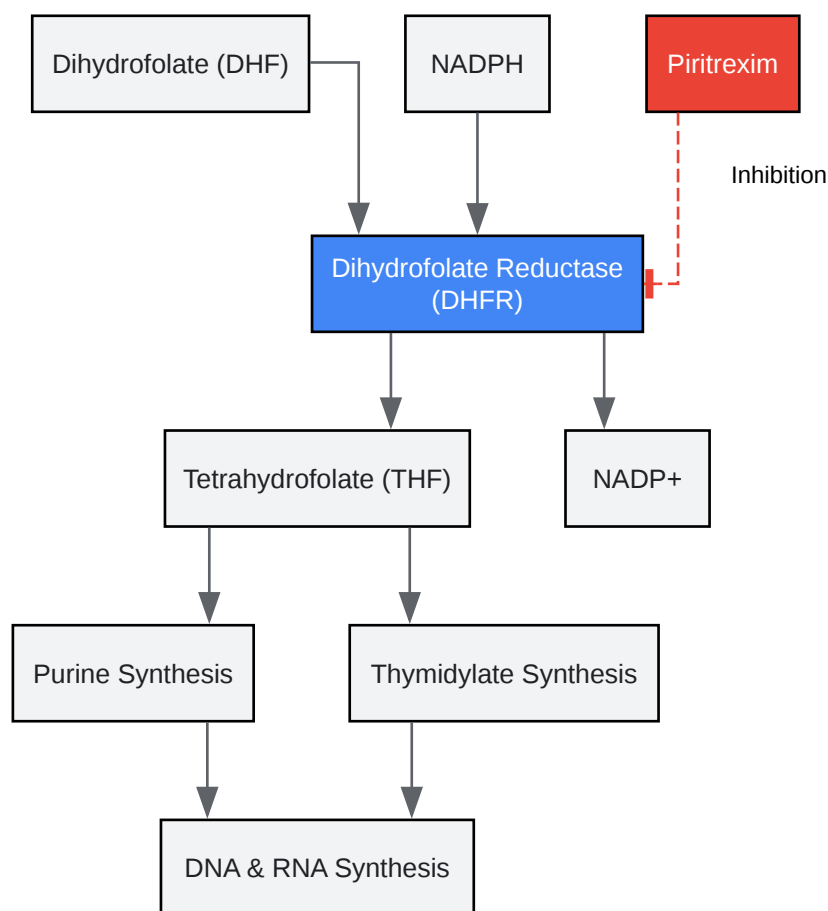 Dihydrofolate (DHF)
NADPH
Piritrexim
Inhibition
Dihydrofolate Reductase
(DHFR)
Tetrahydrofolate (THF)
NADP+
Purine Synthesis
Thymidylate Synthesis
DNA & RNA Synthesis